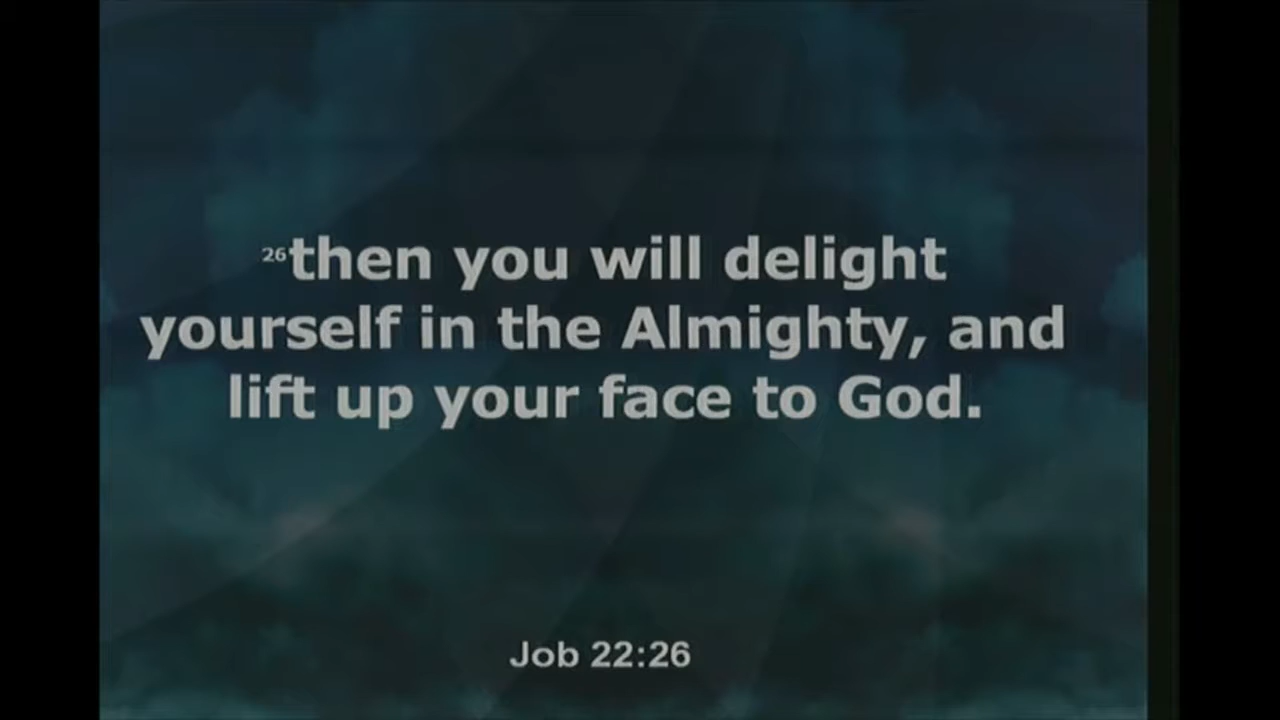 26then you will delight
yourself in the Almighty, and
lift up your face to God.
Job 22:26